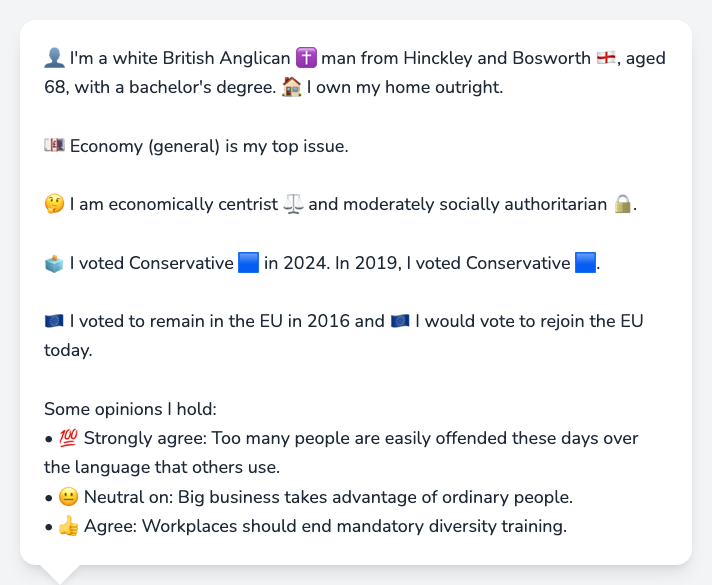 👤 I'm a white British Anglican ✝️ man from Hinckley and Bosworth 🏴󠁧󠁢󠁥󠁮󠁧󠁿, aged
68, with a bachelor's degree. 🏠 I own my home outright.
💷 Economy (general) is my top issue.
🤔 I am economically centrist ⚖️ and moderately socially authoritarian 🔒.
🗳️ I voted Conservative 🟦 in 2024. In 2019, I voted Conservative 🟦.
🇪🇺 I voted to remain in the EU in 2016 and 🇪🇺 I would vote to rejoin the EU
today.
Some opinions I hold:
• 💯 Strongly agree: Too many people are easily offended these days over
the language that others use.
• 😐 Neutral on: Big business takes advantage of ordinary people.
• 👍 Agree: Workplaces should end mandatory diversity training.